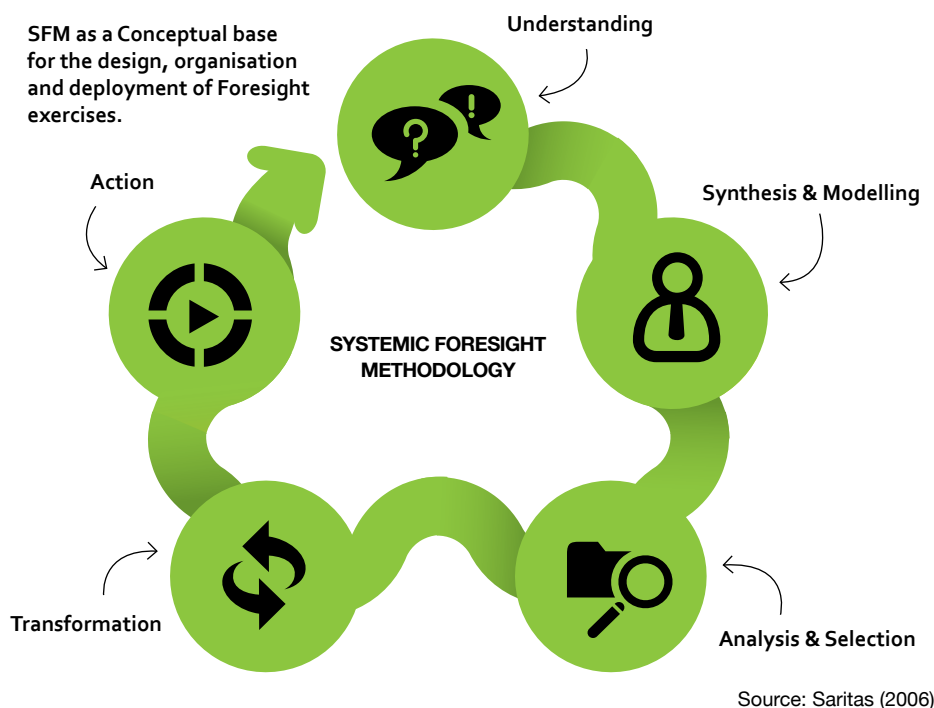 SFM as a Conceptual base
for the design, organisation
and deployment of Foresight
exercises.
Understanding
Synthesis & Modelling
Analysis & Selection
Transformation
Action
SYSTEMIC FORESIGHT
METHODOLOGY
Source: Saritas (2006)